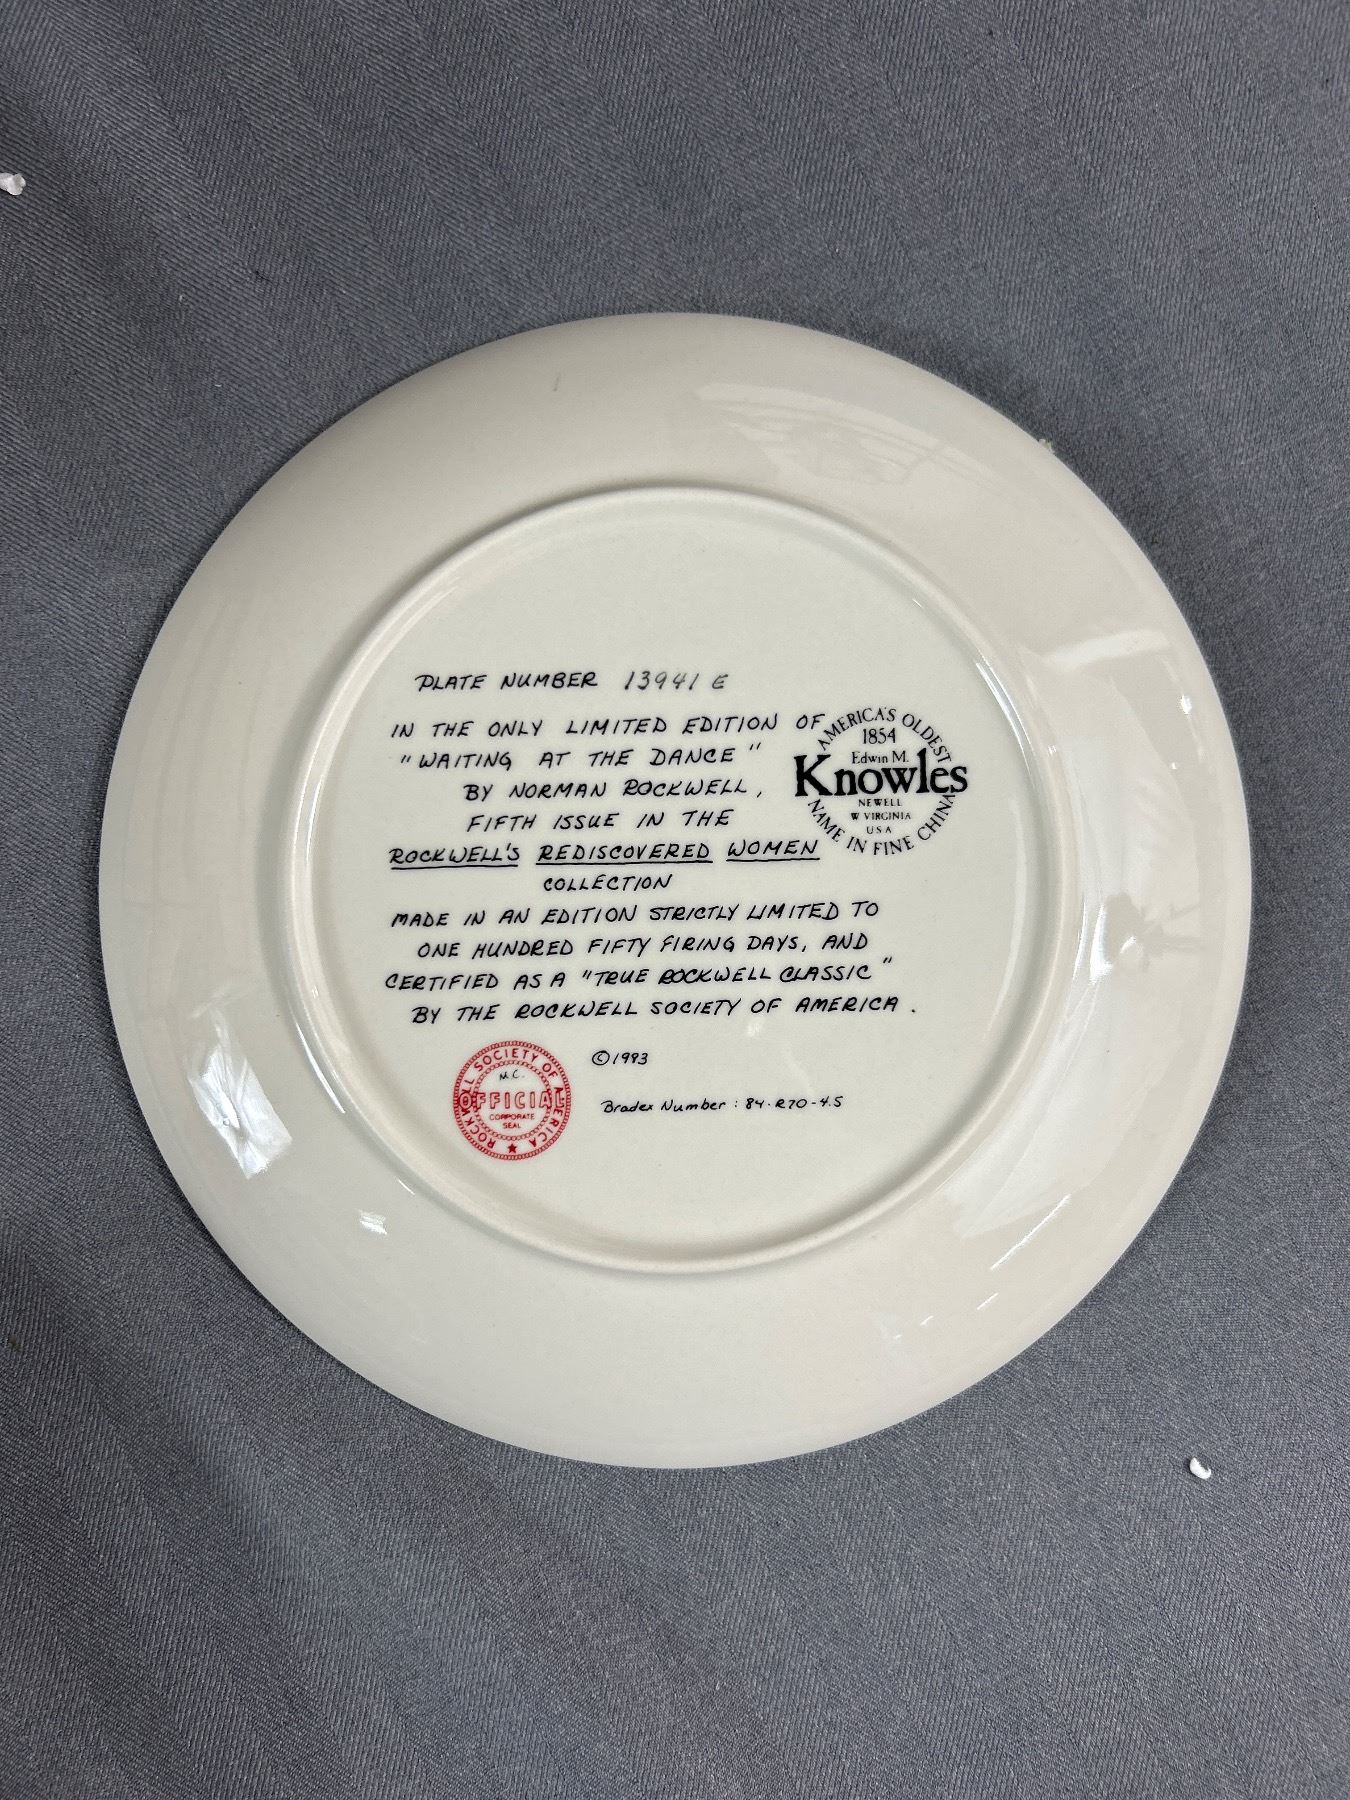 PLATE NUMBER 13941 E
IN THE ONLY LIMITED EDITION OF
"WAITING AT THE DANCE"
BY NORMAN ROCKWELL,
FIFTH ISSUE IN THE
ROCKWELL'S REDISCOVERED WOMEN
COLLECTION
MADE IN AN EDITION STRICTLY LIMITED TO
ONE HUNDRED FIFTY FIRING DAYS, AND
CERTIFIED AS A "TRUE ROCKWELL CLASSIC"
BY THE ROCKWELL SOCIETY OF AMERICA.
AMERICA'S OLDEST
1854
Edwin M.
Knowles
NEWELL
W VIRGINIA
USA
NAME IN FINE CHINA
ROCKWELL SOCIETY OF AMERICA
M.C.
OFFICIAL
CORPORATE
SEAL
©1993
Bradex Number: 84-R70-4.5